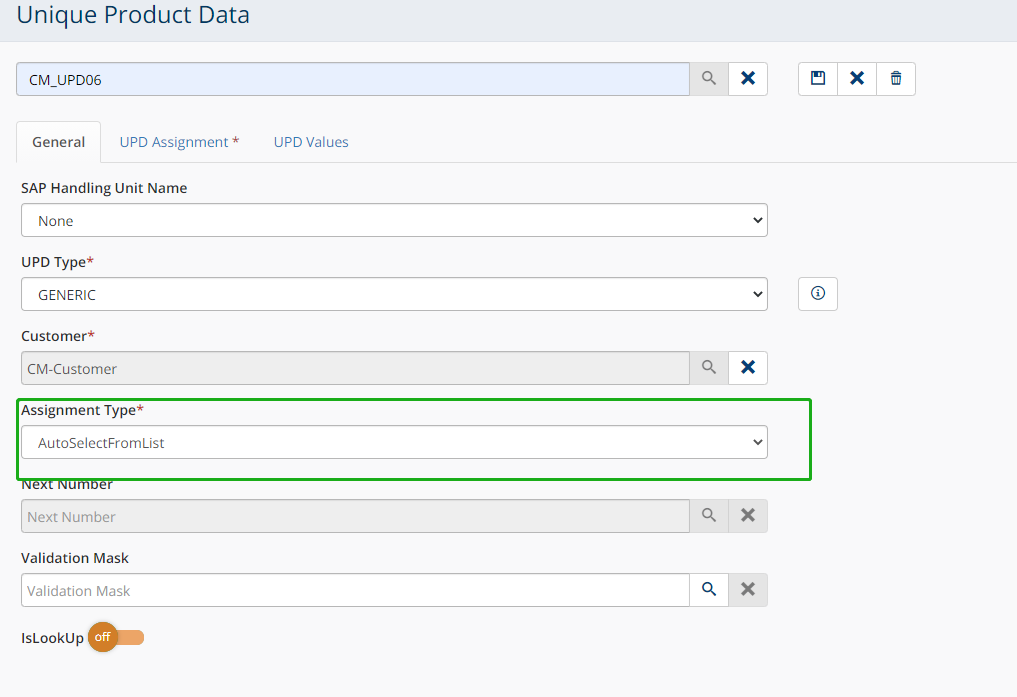 Unique Product Data
CM_UPD06
General UPD Assignment * UPD Values
SAP Handling Unit Name
None
UPD Type*
GENERIC
Customer*
CM-Customer
Assignment Type*
AutoSelectFromList
Next Number
Next Number
Validation Mask
Validation Mask
IsLookUp off